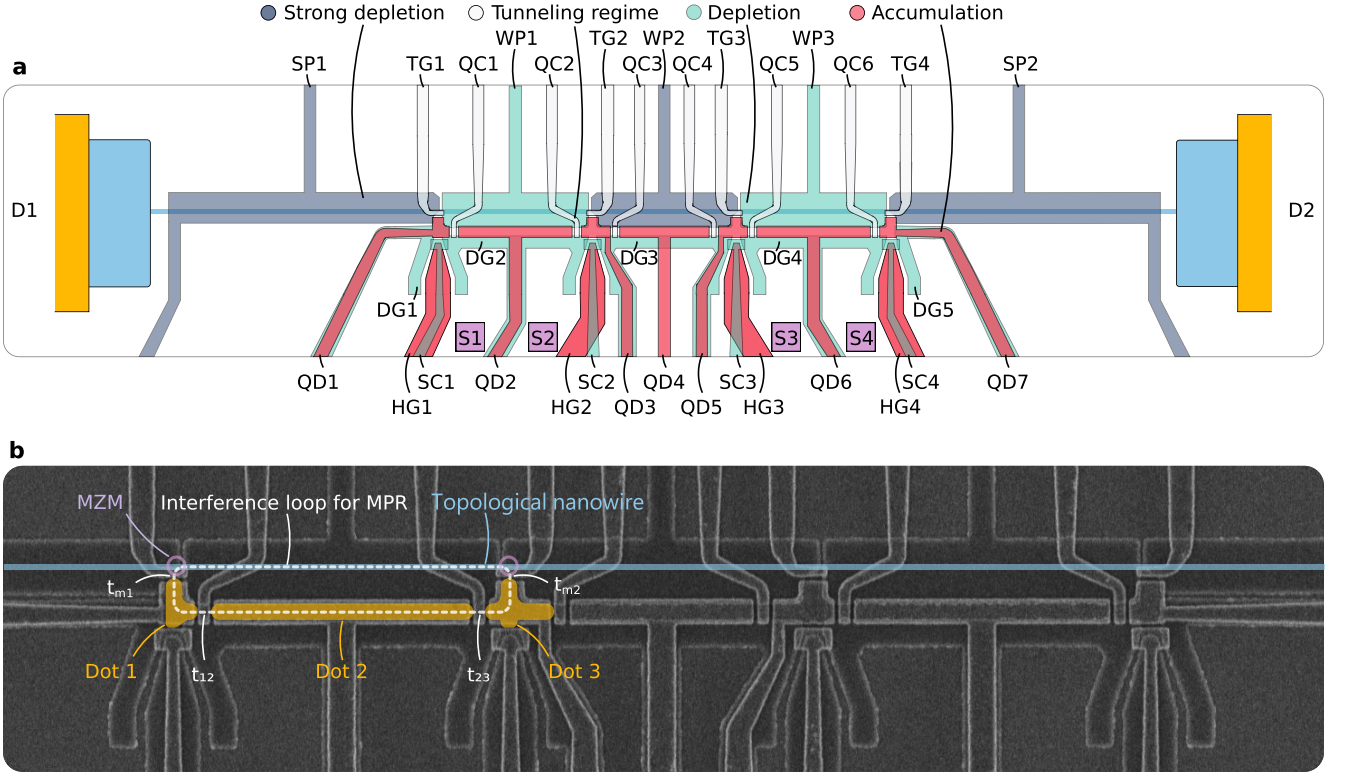 Strong depletion Tunneling regime Depletion Accumulation
WP1 TG2 WP2 TG3 WP3
a
SP1 TG1 QC1 QC2 QC3 QC4 QC5 QC6 TG4 SP2
D1 D2
DG2 DG3 DG4
DG1 DG5
S1 S2 S3 S4
QD1 SC1 QD2 SC2 QD4 SC3 QD6 SC4 QD7
HG1 HG2 QD3 QD5 HG3 HG4
b
MZM Interference loop for MPR Topological nanowire
tm1 tm2
Dot 1 t12 Dot 2 t23 Dot 3